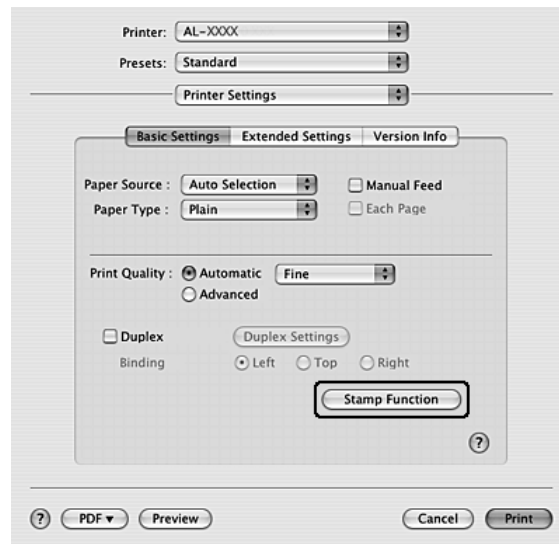 Printer: AL-XXXX
Presets: Standard
Printer Settings
Basic Settings Extended Settings Version Info
Paper Source : Auto Selection Manual Feed
Paper Type : Plain Each Page
Print Quality : Automatic Fine
Advanced
Duplex Duplex Settings
Binding Left Top Right
Stamp Function
?
? PDF ▼ Preview Cancel Print